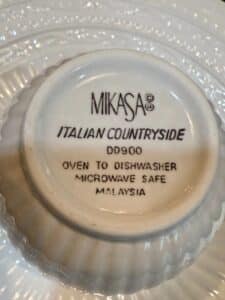 MIKASA®
ITALIAN COUNTRYSIDE
DD900
OVEN TO DISHWASHER
MICROWAVE SAFE
MALAYSIA